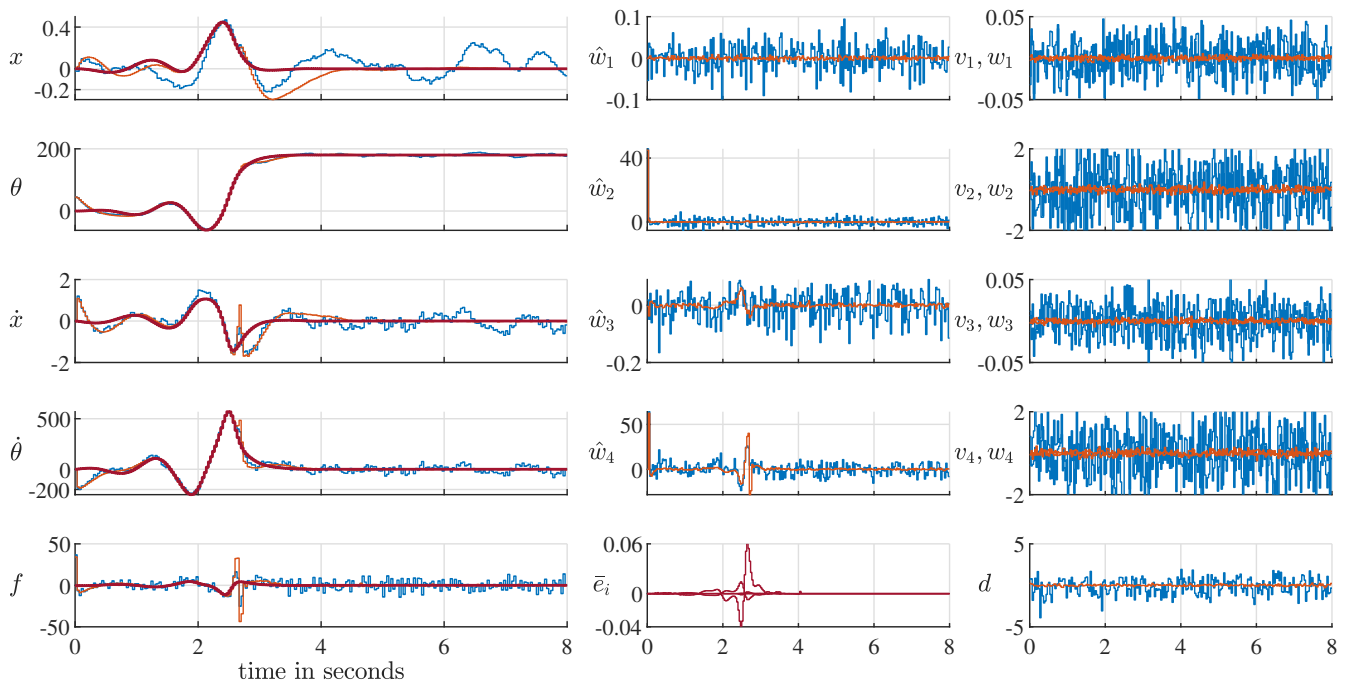 x
0.4
0
-0.2
θ
200
0
ẋ
2
0
-2
θ̇
500
0
-200
f
50
0
-50
0 2 4 6 8
time in seconds
ŵ₁
0.1
0
-0.1
ŵ₂
40
0
ŵ₃
0
-0.2
ŵ₄
50
0
ēᵢ
0.06
0
-0.04
0 2 4 6 8
v₁, w₁
0.05
0
-0.05
v₂, w₂
2
0
-2
v₃, w₃
0.05
0
-0.05
v₄, w₄
2
0
-2
d
5
0
-5
0 2 4 6 8